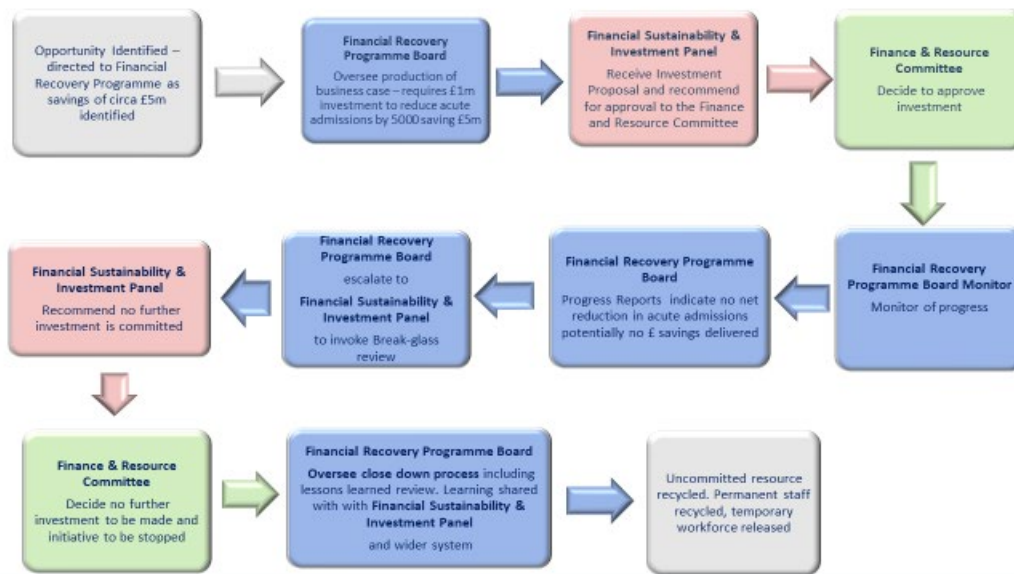 Opportunity Identified –
directed to Financial
Recovery Programme as
savings of circa £5m
identified
Financial Recovery
Programme Board
Oversee production of
business case – requires £1m
investment to reduce acute
admissions by 5000 saving £5m
Financial Sustainability &
Investment Panel
Receive Investment
Proposal and recommend
for approval to the Finance
and Resource Committee
Finance & Resource
Committee
Decide to approve
investment
Financial Recovery
Programme Board Monitor
Monitor of progress
Financial Recovery Programme
Board
Progress Reports indicate no net
reduction in acute admissions
potentially no £ savings delivered
Financial Recovery
Programme Board
escalate to
Financial Sustainability &
Investment Panel
to invoke Break-glass
review
Financial Sustainability &
Investment Panel
Recommend no further
investment is committed
Finance & Resource
Committee
Decide no further
investment to be made and
initiative to be stopped
Financial Recovery Programme Board
Oversee close down process including
lessons learned review. Learning shared
with with Financial Sustainability &
Investment Panel
and wider system
Uncommitted resource
recycled. Permanent staff
recycled, temporary
workforce released